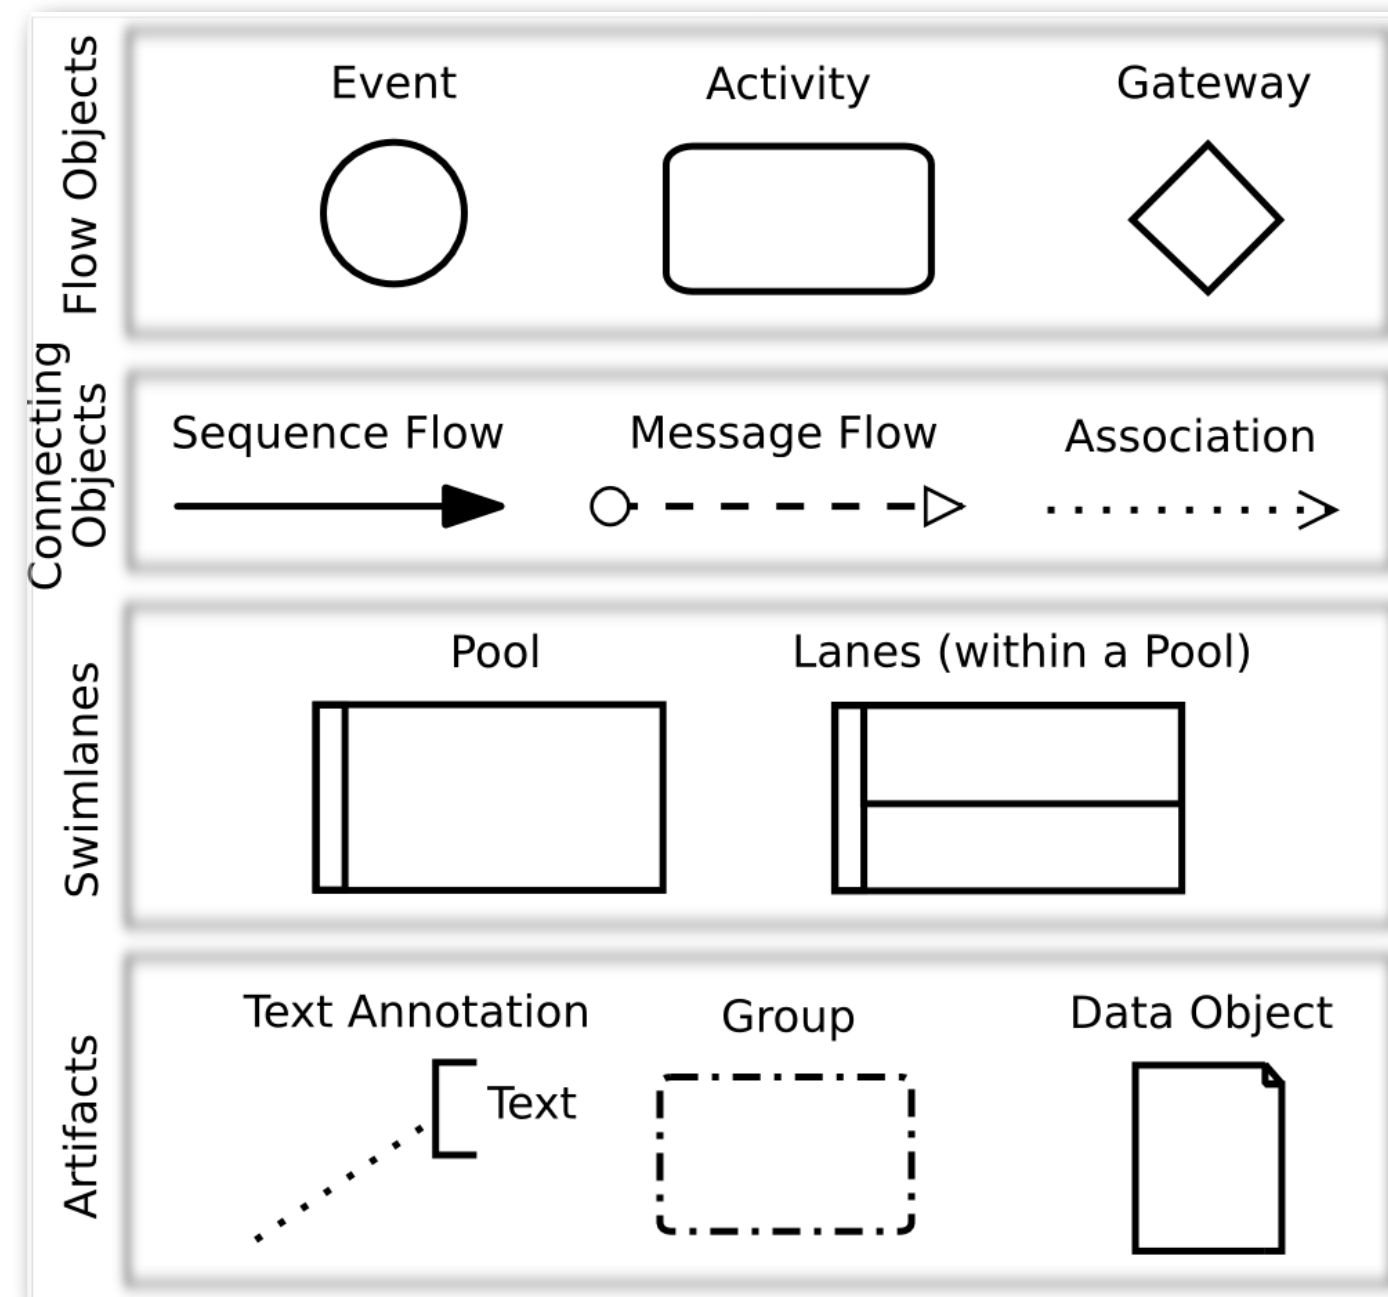 Flow Objects
Event
Activity
Gateway
Connecting
Objects
Sequence Flow
Message Flow
Association
Swimlanes
Pool
Lanes (within a Pool)
Artifacts
Text Annotation
Text
Group
Data Object